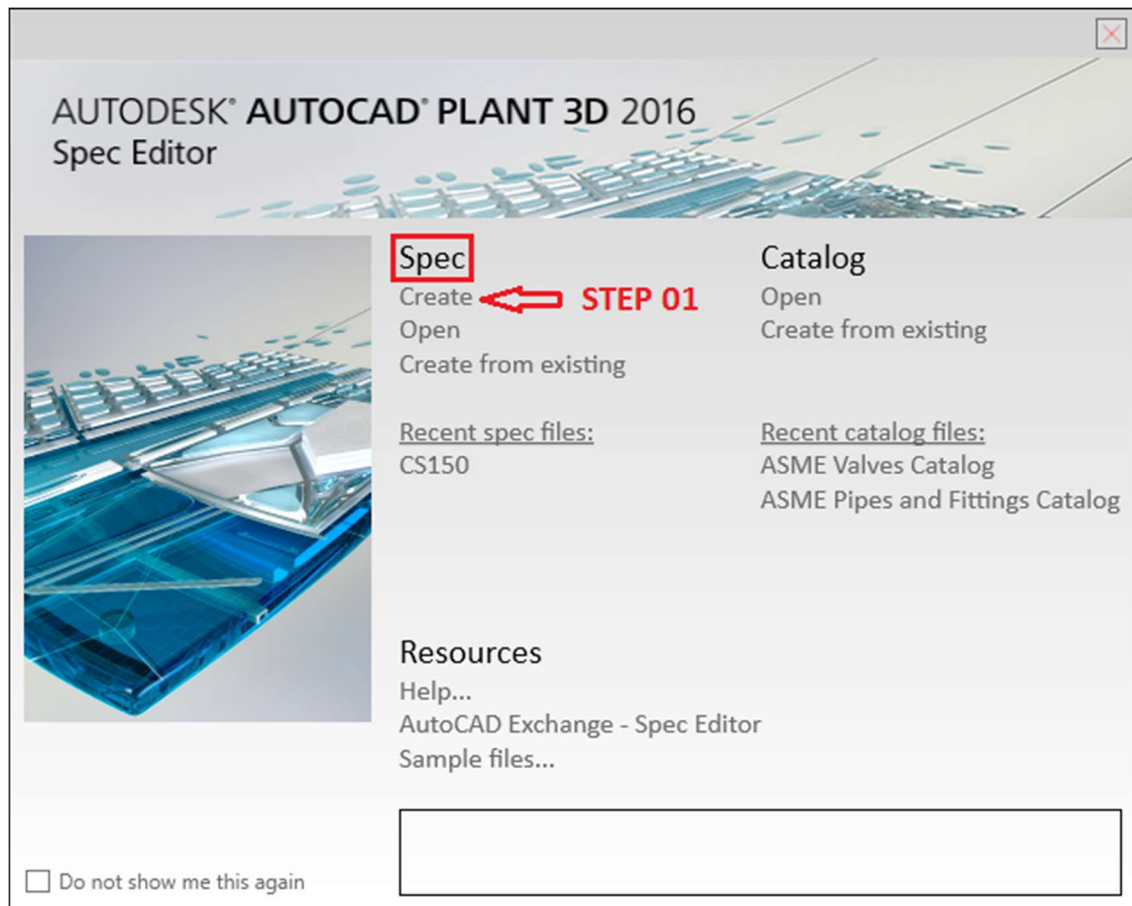 AUTODESK® AUTOCAD® PLANT 3D 2016
Spec Editor
Spec
Create STEP 01
Open
Create from existing
Recent spec files:
CS150
Catalog
Open
Create from existing
Recent catalog files:
ASME Valves Catalog
ASME Pipes and Fittings Catalog
Resources
Help...
AutoCAD Exchange - Spec Editor
Sample files...
Do not show me this again